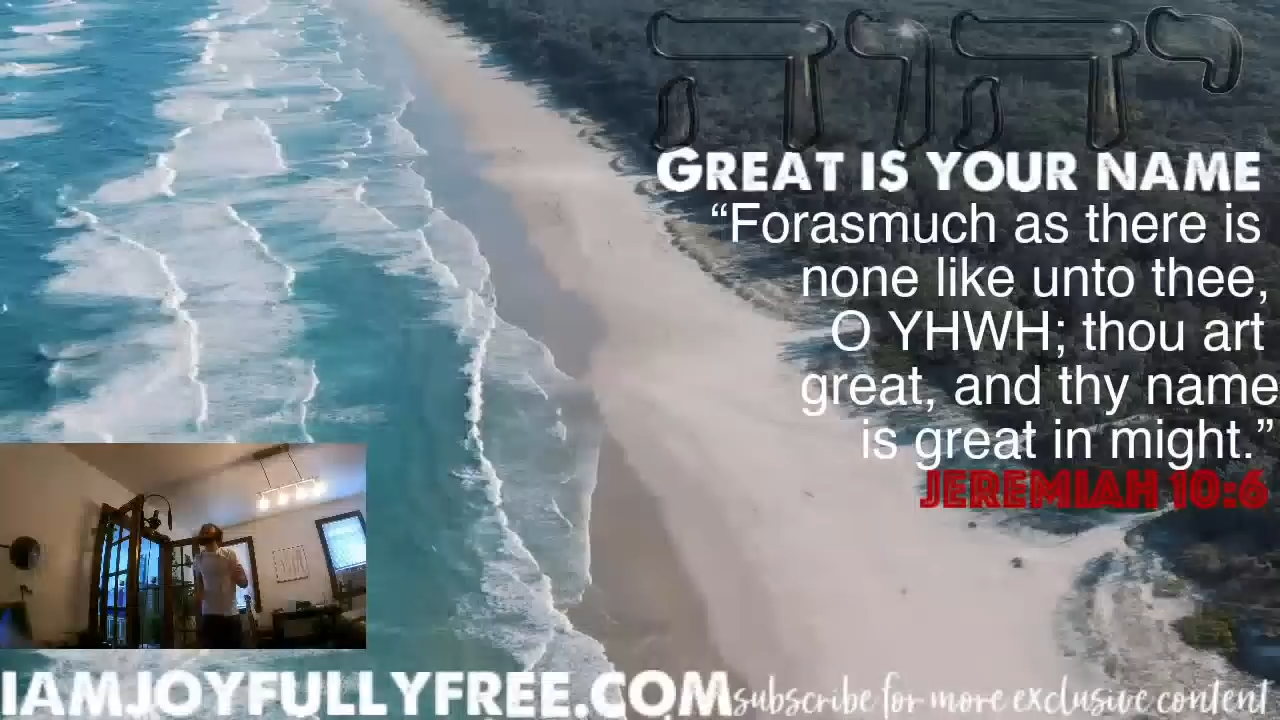 יהוה
GREAT IS YOUR NAME
“Forasmuch as there is
none like unto thee,
O YHWH; thou art
great, and thy name
is great in might.”
JEREMIAH 10:6
IAMJOYFULLYFREE.COM subscribe for more exclusive content